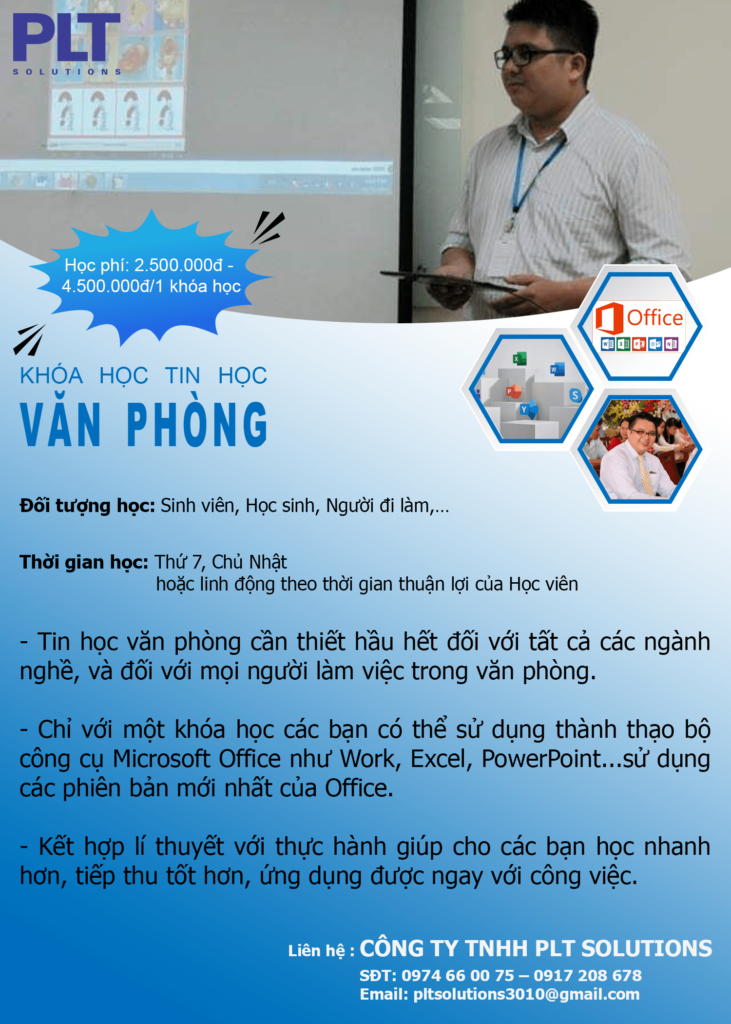 PLT
SOLUTIONS
Học phí: 2.500.000đ -
4.500.000đ/1 khóa học
Office
KHÓA HỌC TIN HỌC
VĂN PHÒNG
Đối tượng học: Sinh viên, Học sinh, Người đi làm,...
Thời gian học: Thứ 7, Chủ Nhật
hoặc linh động theo thời gian thuận lợi của Học viên
- Tin học văn phòng cần thiết hầu hết đối với tất cả các ngành
nghề, và đối với mọi người làm việc trong văn phòng.
- Chỉ với một khóa học các bạn có thể sử dụng thành thạo bộ
công cụ Microsoft Office như Work, Excel, PowerPoint...sử dụng
các phiên bản mới nhất của Office.
- Kết hợp lí thuyết với thực hành giúp cho các bạn học nhanh
hơn, tiếp thu tốt hơn, ứng dụng được ngay với công việc.
Liên hệ : CÔNG TY TNHH PLT SOLUTIONS
SĐT: 0974 66 00 75 – 0917 208 678
Email: pltsolutions3010@gmail.com